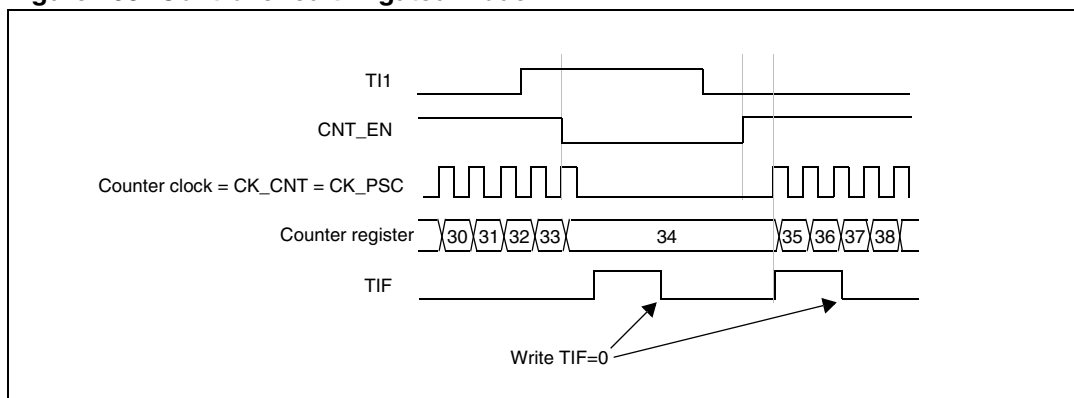 TI1
CNT_EN
Counter clock = CK_CNT = CK_PSC
Counter register 30 31 32 33 34 35 36 37 38
TIF
Write TIF=0